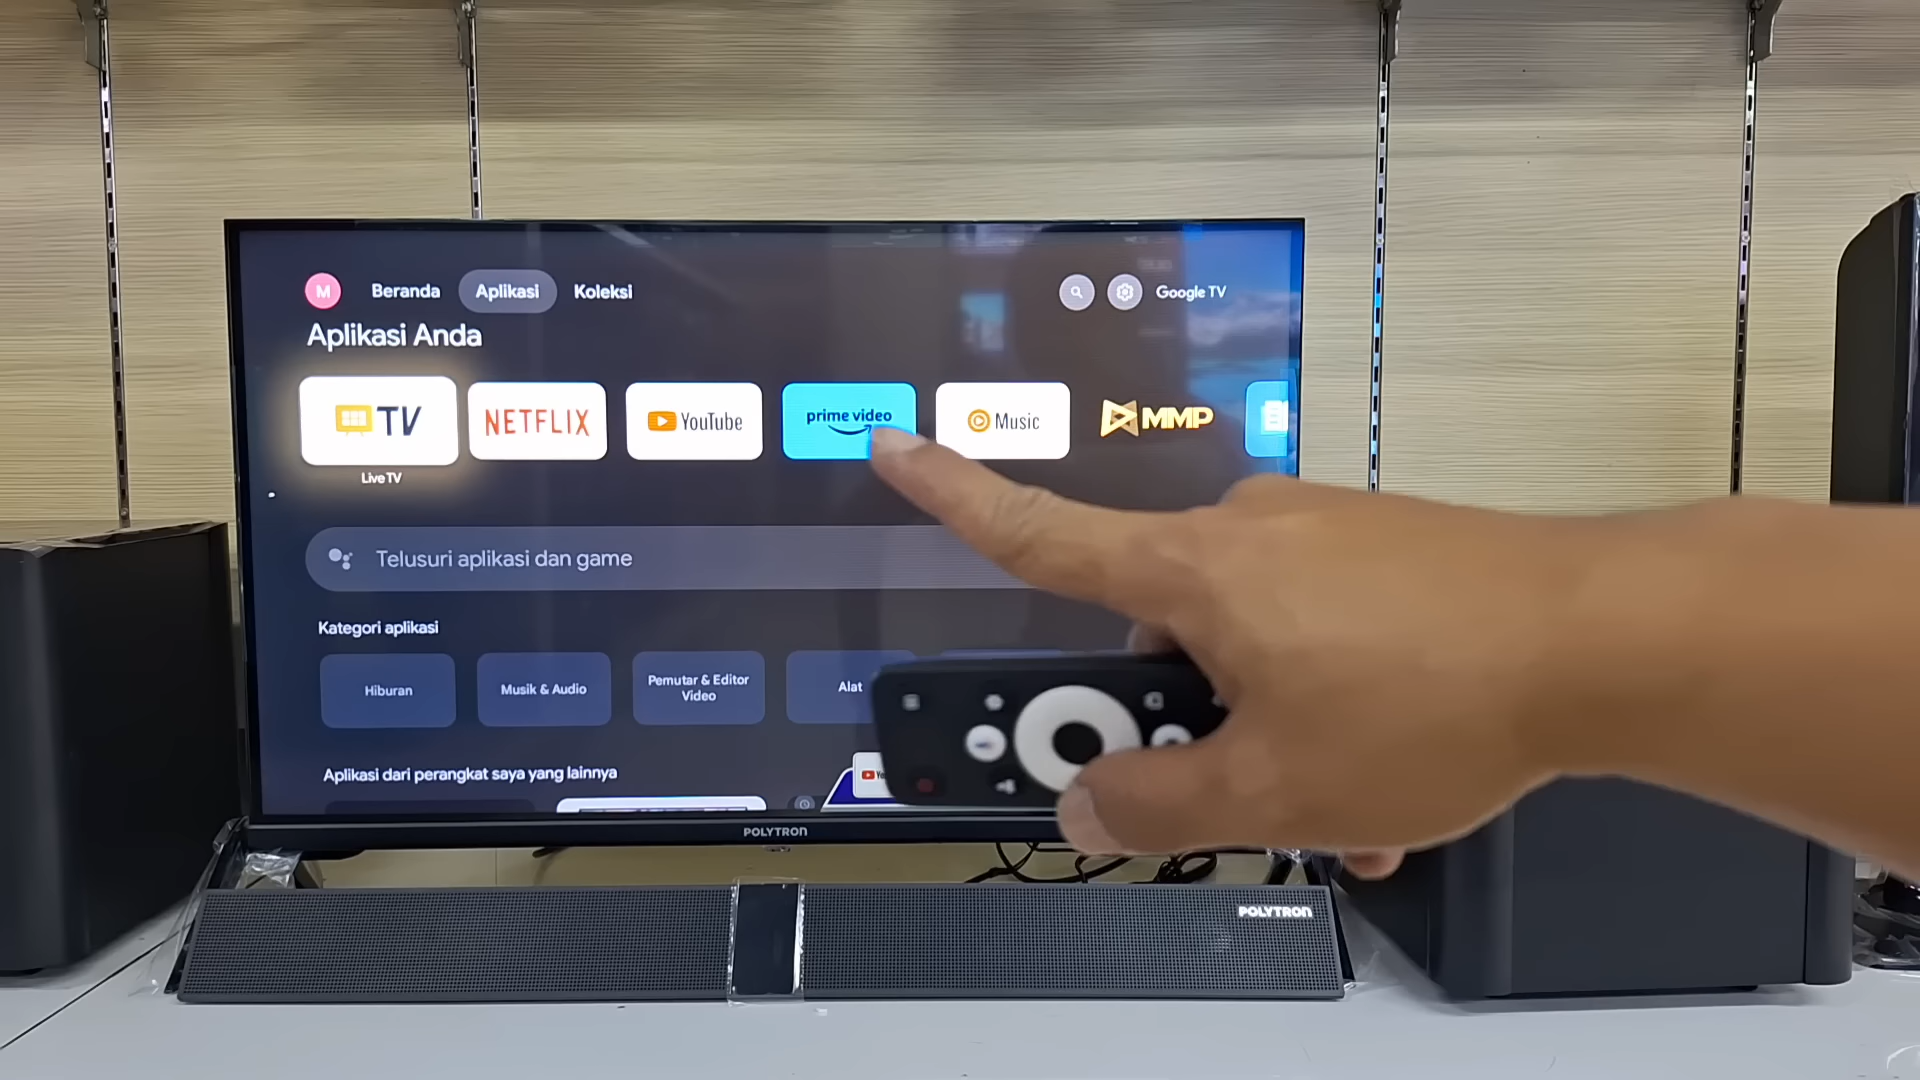 M Beranda Aplikasi Koleksi Google TV
Aplikasi Anda
TV NETFLIX YouTube prime video Music MMP
Live TV
Telusuri aplikasi dan game
Kategori aplikasi
Hiburan Musik & Audio Pemutar & Editor Video Alat
Aplikasi dari perangkat saya yang lainnya
POLYTRON
POLYTRON